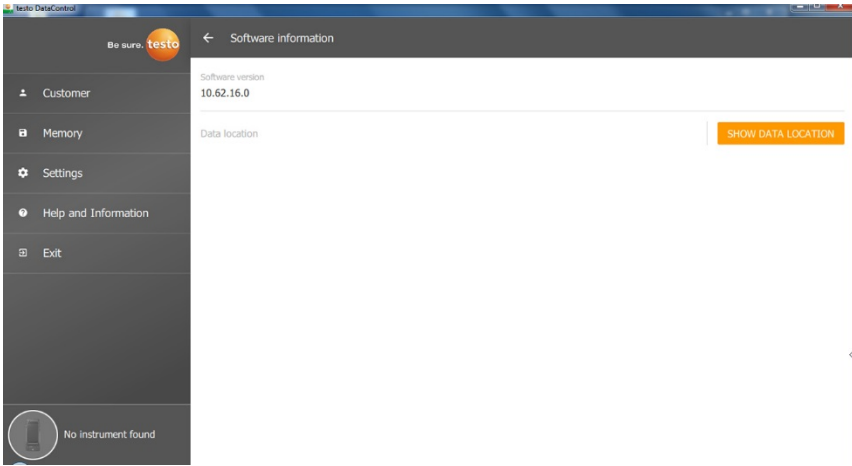 testo DataControl
Be sure. testo
Software information
Customer
Memory
Settings
Help and Information
Exit
Software version
10.62.16.0
Data location
SHOW DATA LOCATION
No instrument found